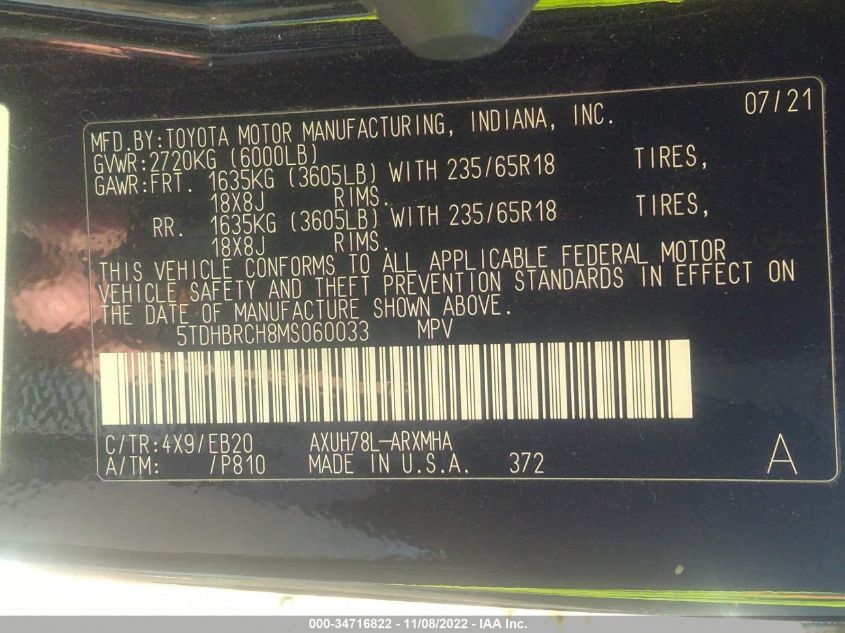 07/21
MFD.BY:TOYOTA MOTOR MANUFACTURING, INDIANA, INC.
GVWR:2720KG (6000LB)
GAWR:FRT. 1635KG (3605LB) WITH 235/65R18 TIRES,
18X8J RIMS.
RR. 1635KG (3605LB) WITH 235/65R18 TIRES,
18X8J RIMS.
THIS VEHICLE CONFORMS TO ALL APPLICABLE FEDERAL MOTOR
VEHICLE SAFETY AND THEFT PREVENTION STANDARDS IN EFFECT ON
THE DATE OF MANUFACTURE SHOWN ABOVE.
5TDHBRCH8MS060033 MPV
C/TR:4X9/EB20 AXUH78L-ARXMHA
A/TM: /P810 MADE IN U.S.A. 372 A
000-34716822 - 11/08/2022 - IAA Inc.